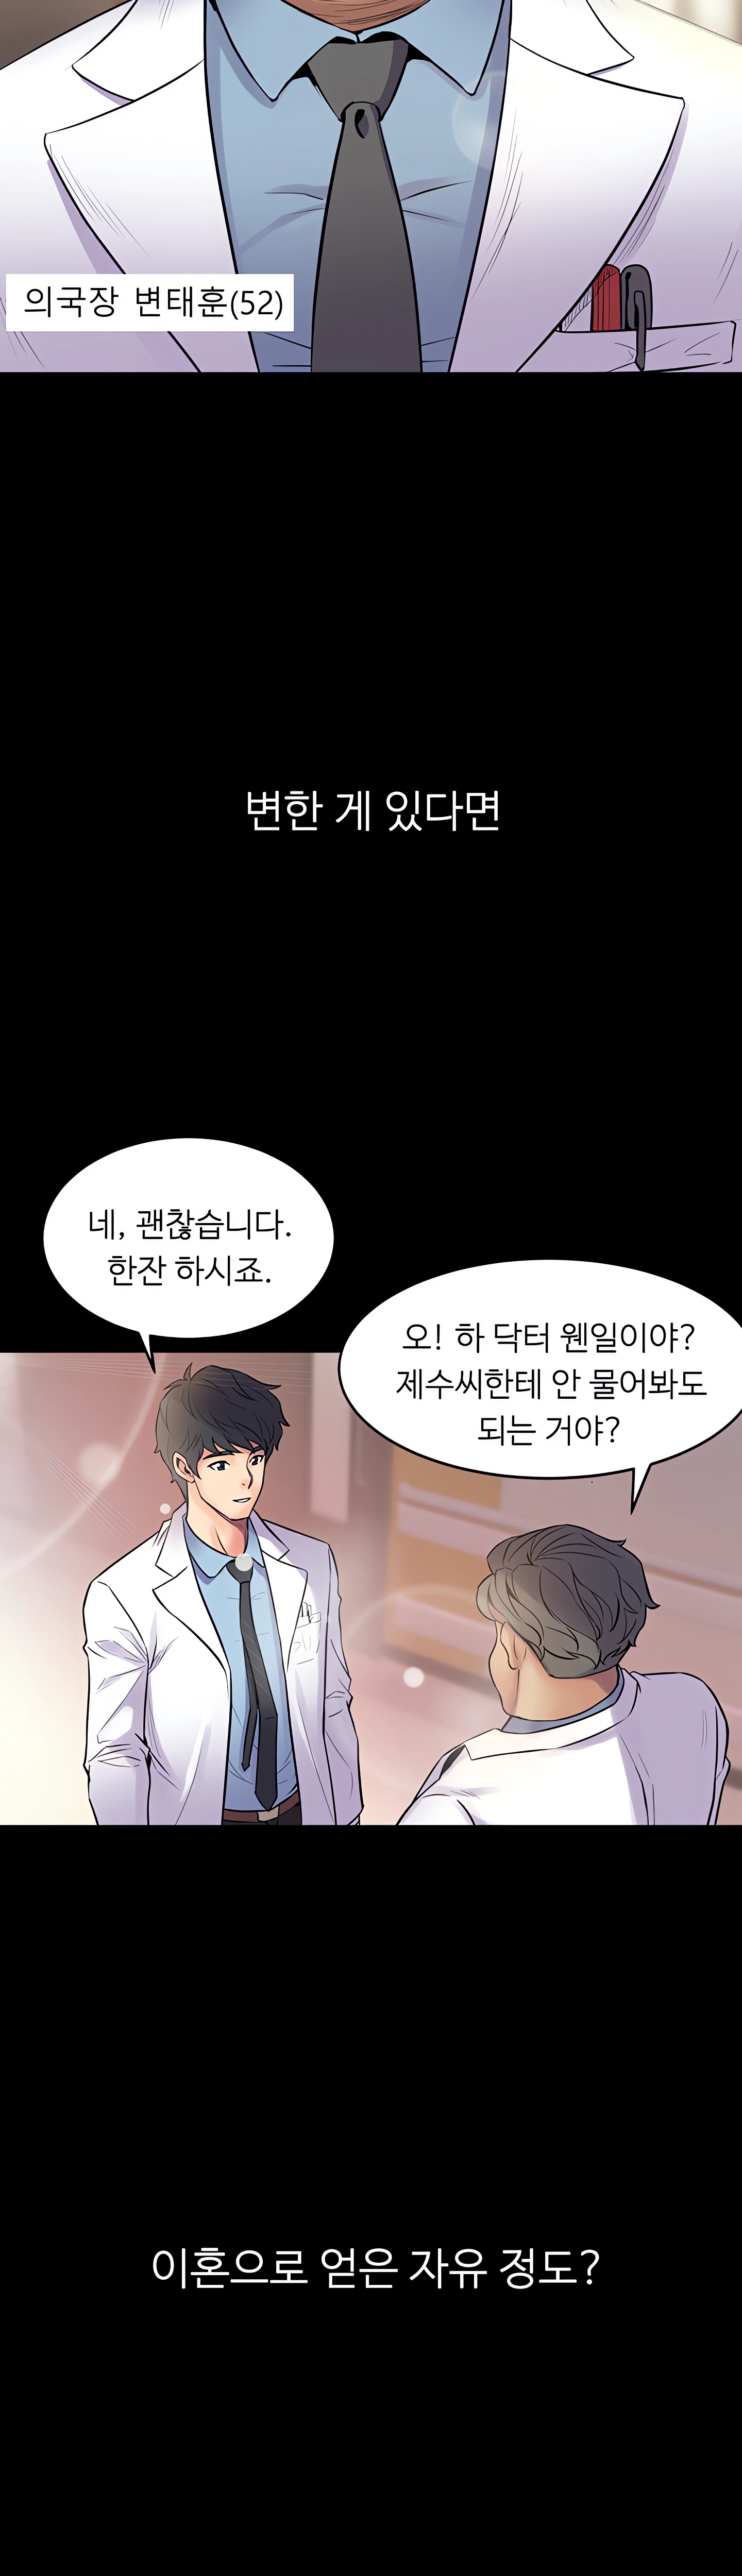 의국장 변태훈(52)
변한 게 있다면
네, 괜찮습니다.
한잔 하시죠.
오! 하 닥터 웬일이야?
제수씨한테 안 물어봐도
되는 거야?
이혼으로 얻은 자유 정도?